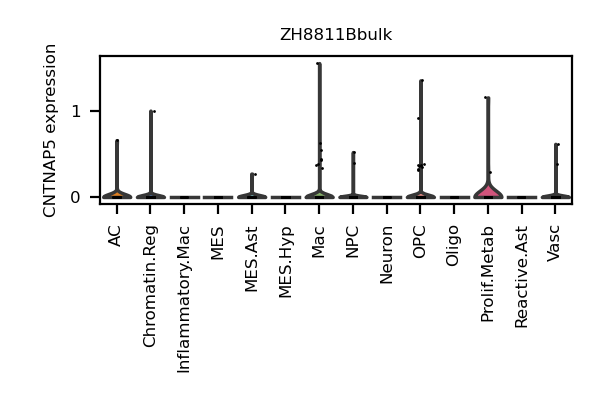 ZH8811Bbulk
CNTNAP5 expression
1
0
AC
Chromatin.Reg
Inflammatory.Mac
MES
MES.Ast
MES.Hyp
Mac
NPC
Neuron
OPC
Oligo
Prolif.Metab
Reactive.Ast
Vasc